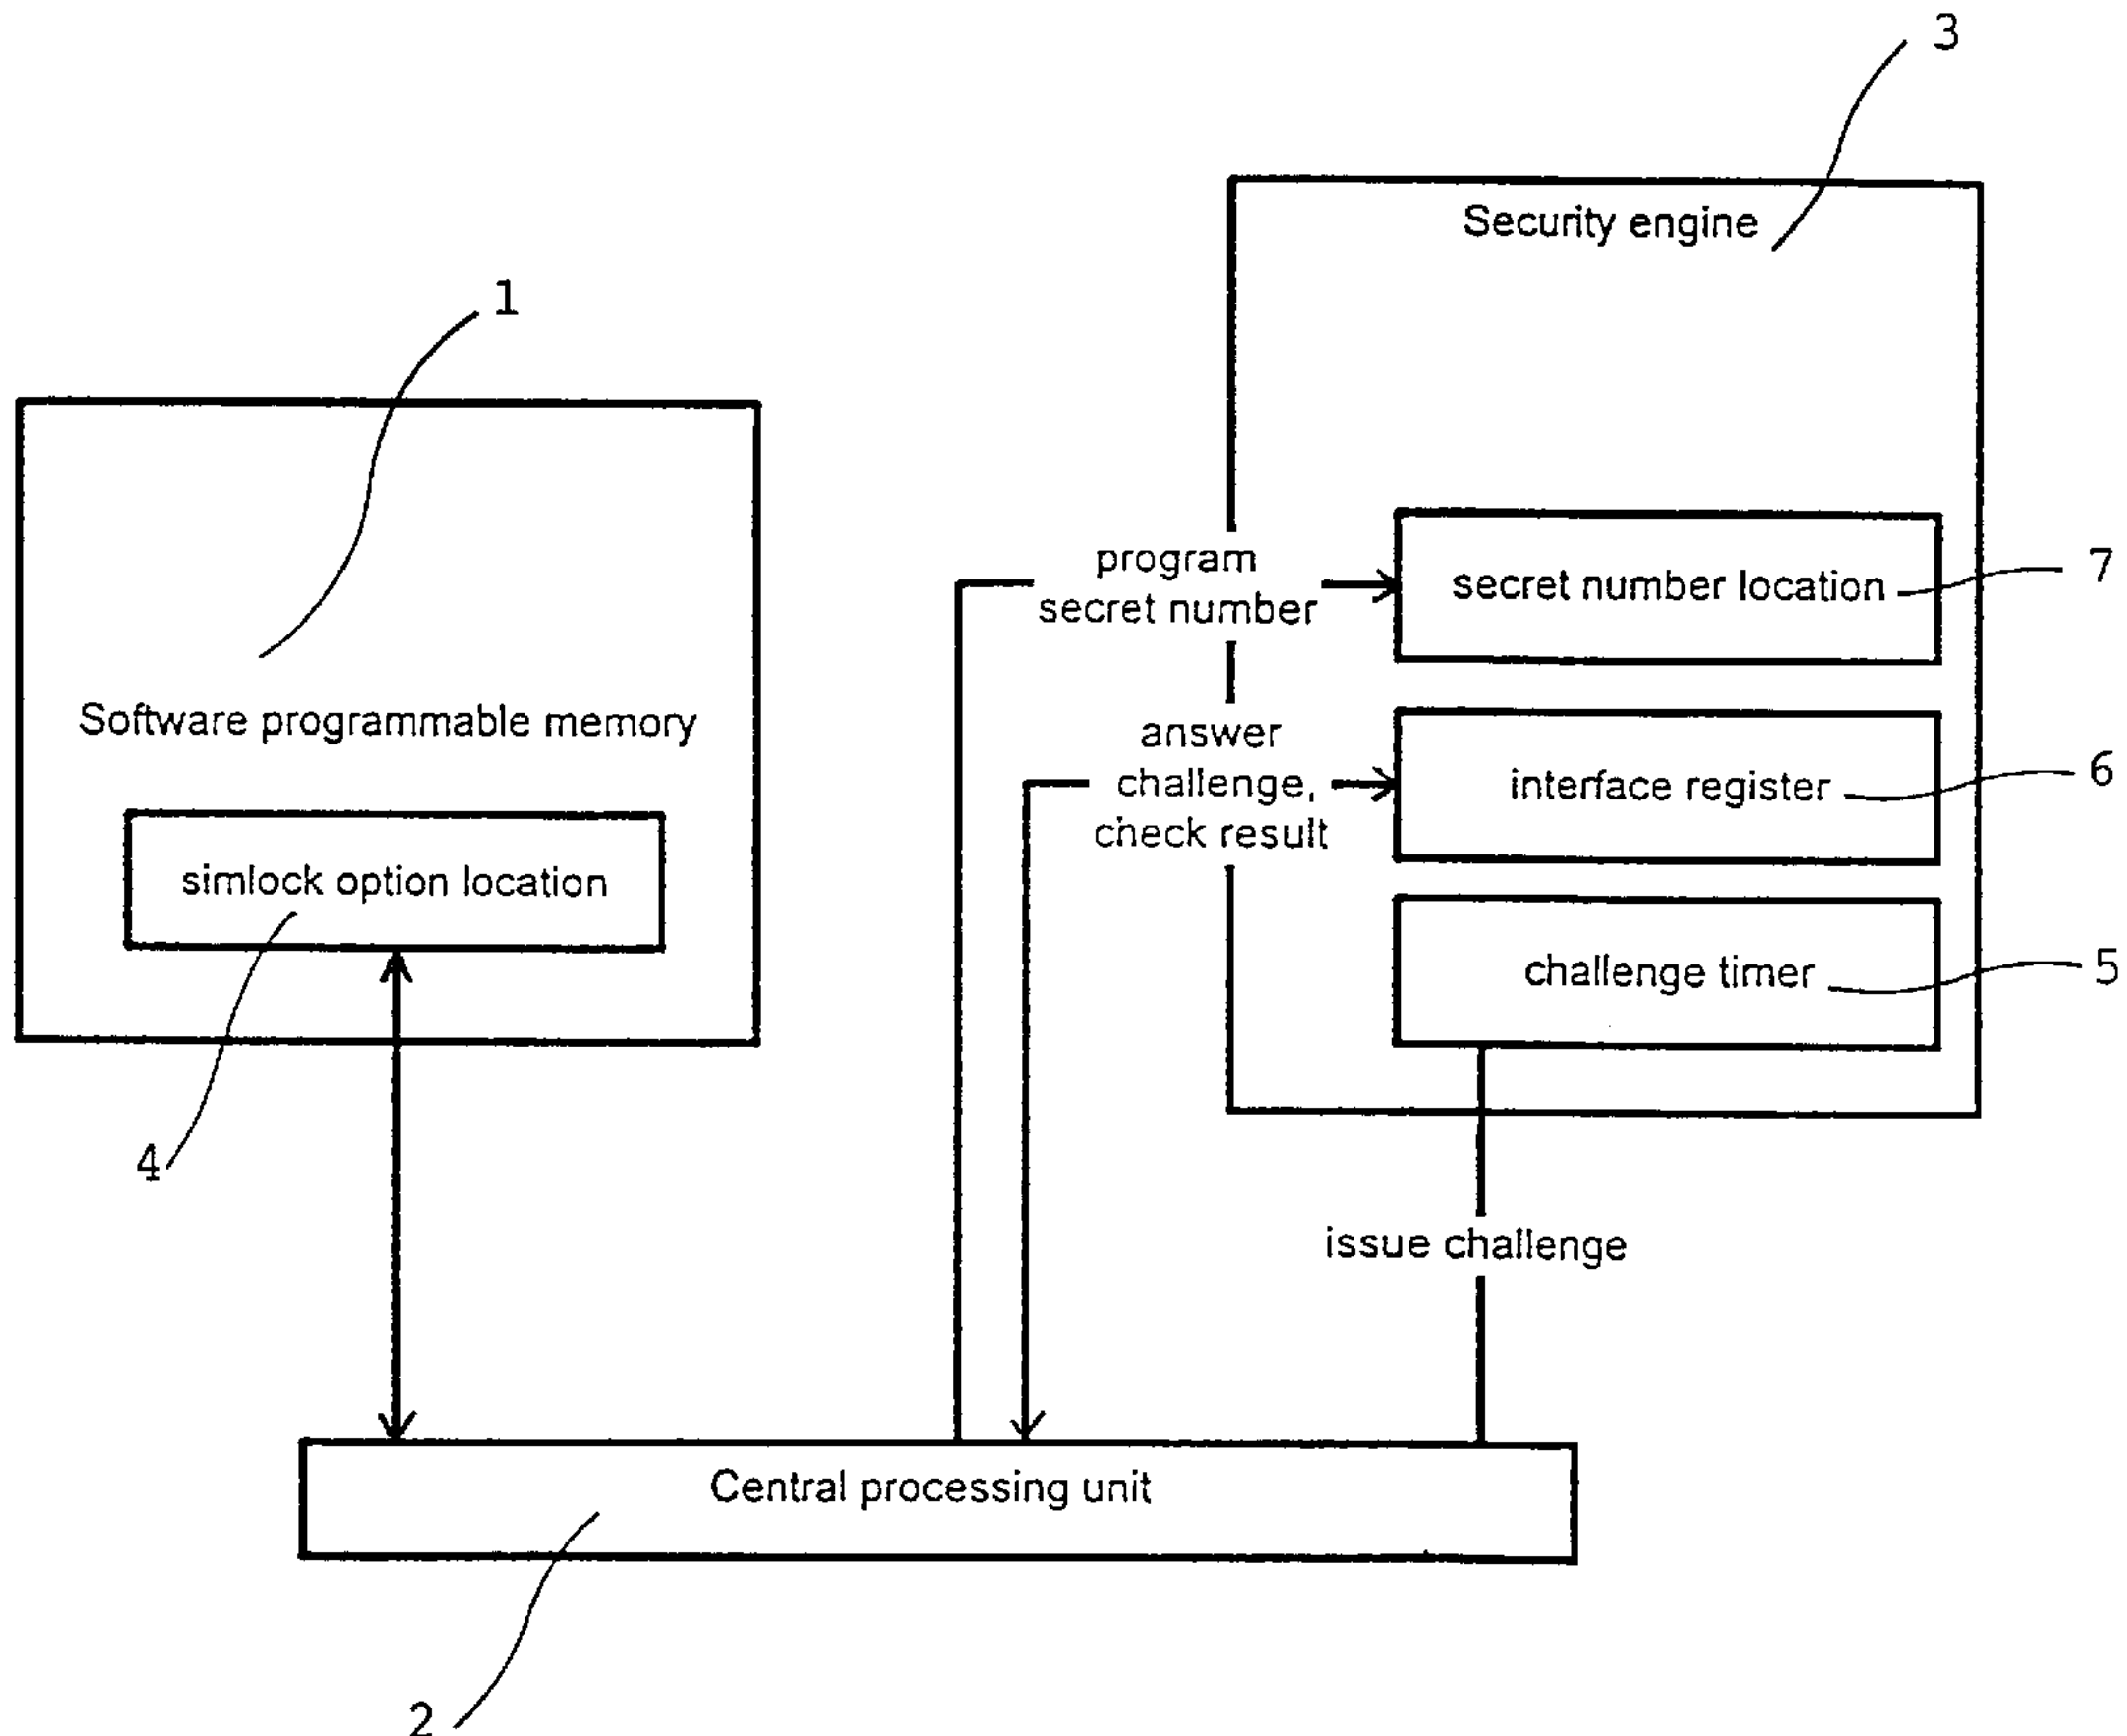 3
Security engine
1
program
secret number
secret number location
7
Software programmable memory
answer
challenge,
check result
interface register
6
simlock option location
challenge timer
5
4
issue challenge
Central processing unit
2